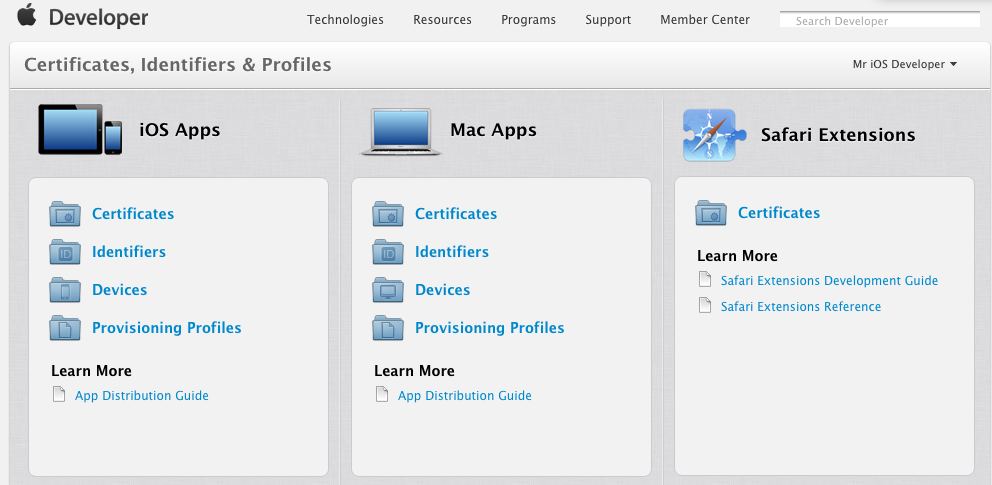 Developer
Technologies Resources Programs Support Member Center
Search Developer
Certificates, Identifiers & Profiles
Mr iOS Developer
iOS Apps
Certificates
ID Identifiers
Devices
Provisioning Profiles
Learn More
App Distribution Guide
Mac Apps
Certificates
ID Identifiers
Devices
Provisioning Profiles
Learn More
App Distribution Guide
Safari Extensions
Certificates
Learn More
Safari Extensions Development Guide
Safari Extensions Reference